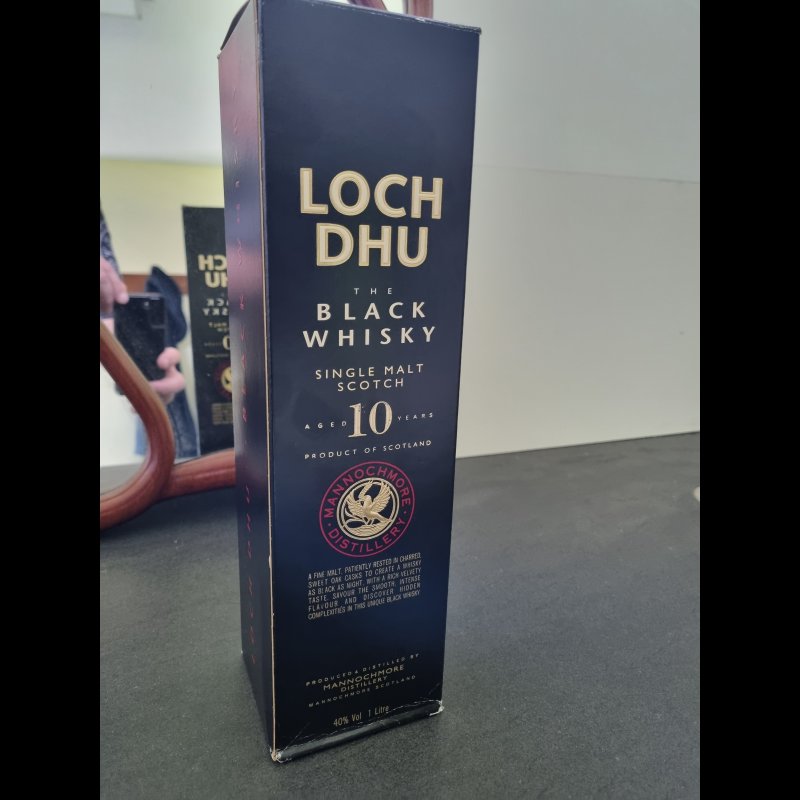 LOCH
DHU
THE
BLACK
WHISKY
SINGLE MALT
SCOTCH
AGED 10 YEARS
PRODUCT OF SCOTLAND
MANNOCHMORE
· DISTILLERY ·
A FINE MALT, PATIENTLY RESTED IN CHARRED,
SWEET OAK CASKS TO CREATE A WHISKY
AS BLACK AS NIGHT, WITH A RICH VELVETY
TASTE. SAVOUR THE SMOOTH, INTENSE
FLAVOUR AND DISCOVER HIDDEN
COMPLEXITIES IN THIS UNIQUE BLACK WHISKY
PRODUCED & DISTILLED BY
MANNOCHMORE
DISTILLERY
MANNOCHMORE SCOTLAND
40% Vol 1 Litre